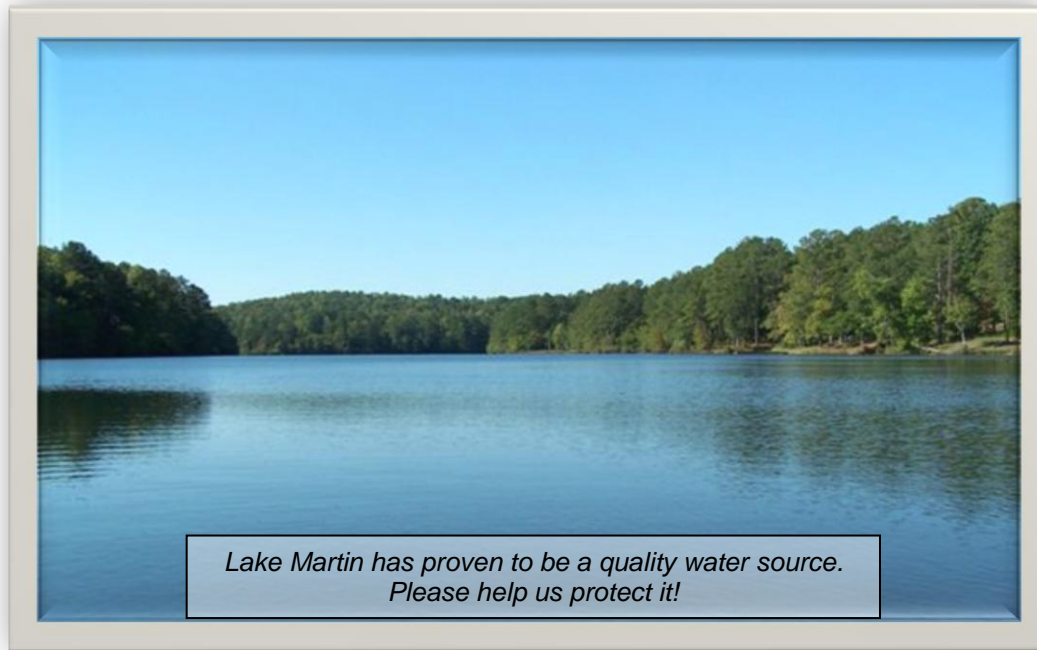 Lake Martin has proven to be a quality water source.
Please help us protect it!